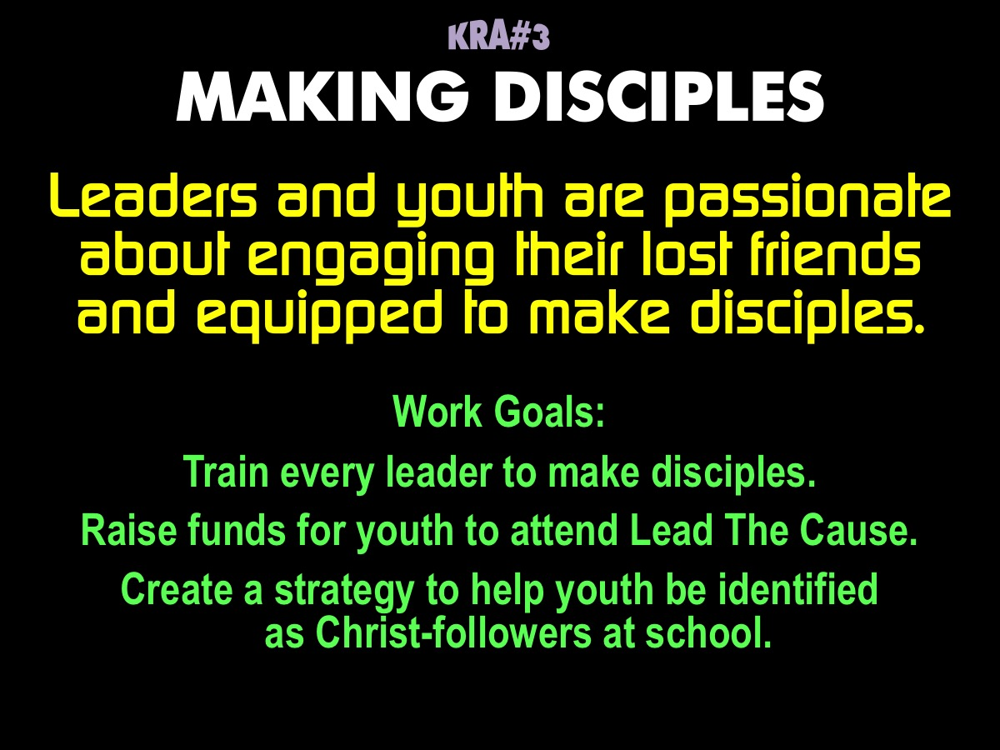 KRA#3
MAKING DISCIPLES
Leaders and youth are passionate
about engaging their lost friends
and equipped to make disciples.
Work Goals:
Train every leader to make disciples.
Raise funds for youth to attend Lead The Cause.
Create a strategy to help youth be identified
as Christ-followers at school.